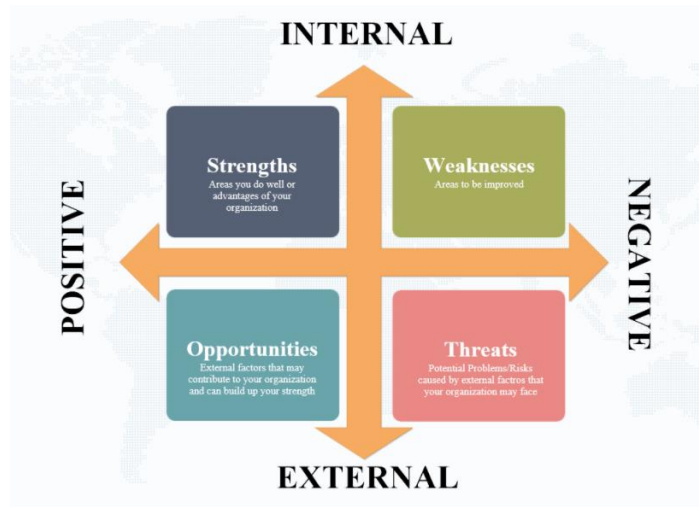 INTERNAL
Strengths
Areas you do well or
advantages of your
organization
Weaknesses
Areas to be improved
POSITIVE
NEGATIVE
Opportunities
External factors that may
contribute to your organization
and can build up your strength
Threats
Potential Problems/Risks
caused by external factros that
your organization may face
EXTERNAL